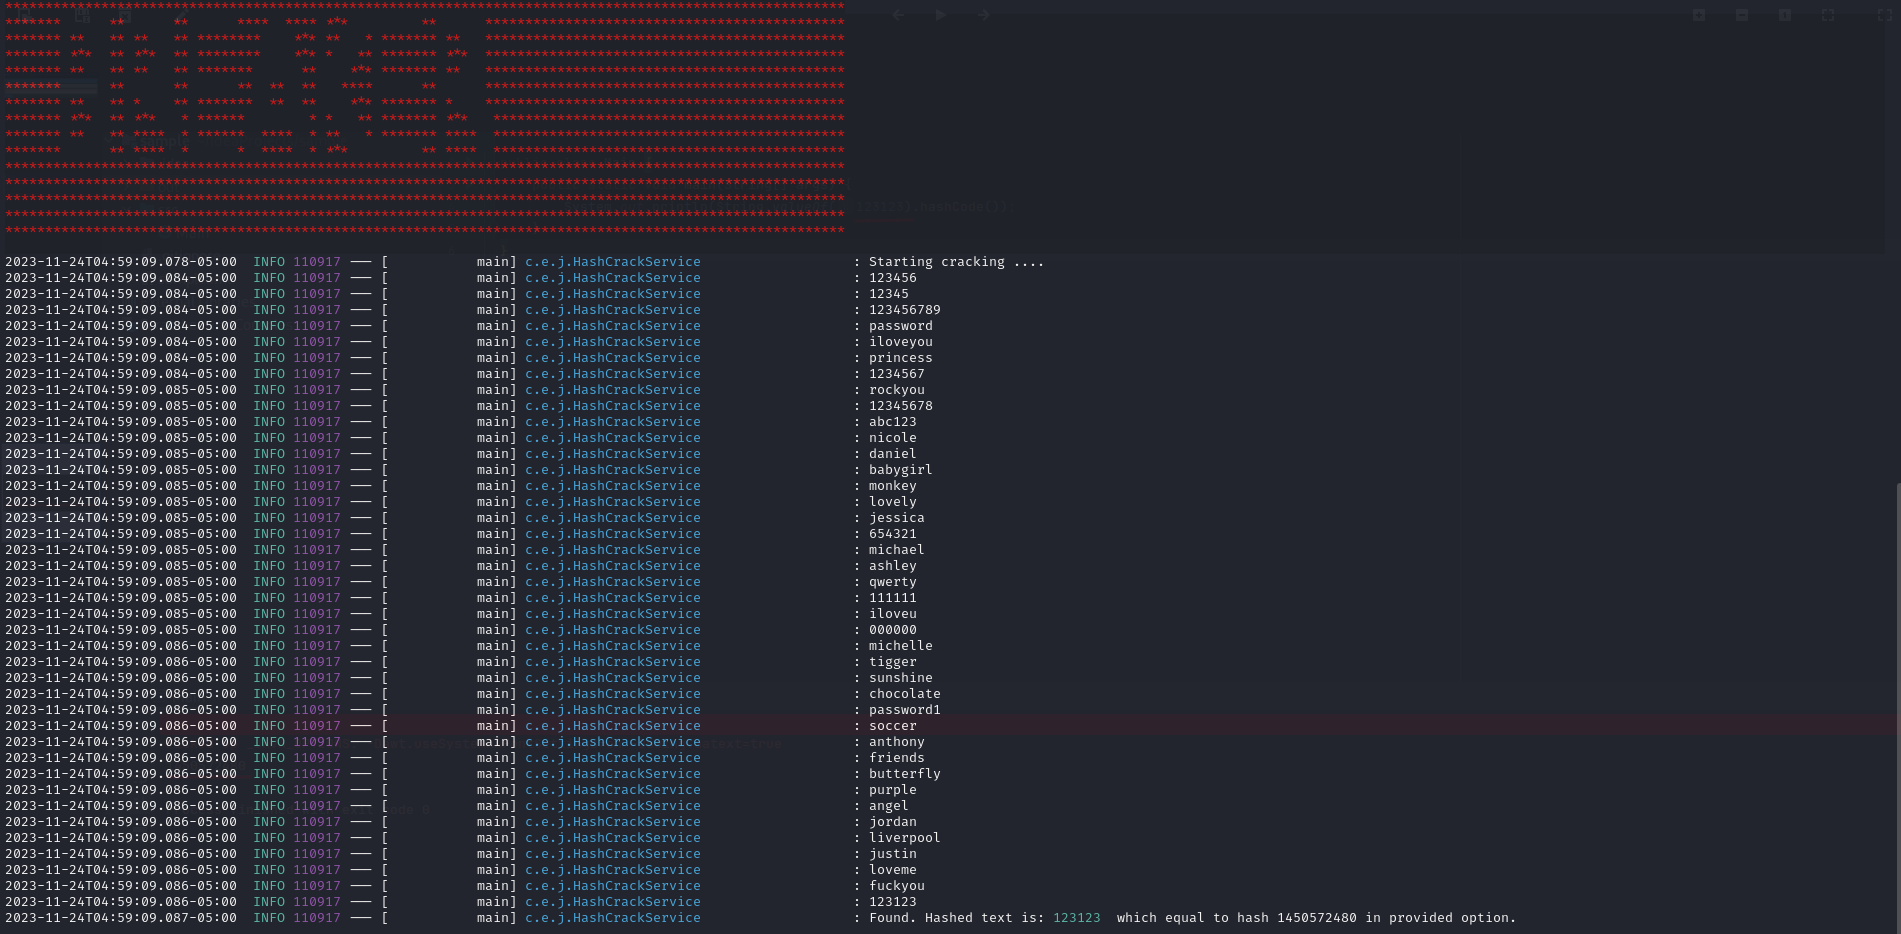 2023-11-24T04:59:09.078-05:00  INFO 110917 --- [           main] c.e.j.HashCrackService                   : Starting cracking ....
2023-11-24T04:59:09.084-05:00  INFO 110917 --- [           main] c.e.j.HashCrackService                   : 123456
2023-11-24T04:59:09.084-05:00  INFO 110917 --- [           main] c.e.j.HashCrackService                   : 12345
2023-11-24T04:59:09.084-05:00  INFO 110917 --- [           main] c.e.j.HashCrackService                   : 123456789
2023-11-24T04:59:09.084-05:00  INFO 110917 --- [           main] c.e.j.HashCrackService                   : password
2023-11-24T04:59:09.084-05:00  INFO 110917 --- [           main] c.e.j.HashCrackService                   : iloveyou
2023-11-24T04:59:09.084-05:00  INFO 110917 --- [           main] c.e.j.HashCrackService                   : princess
2023-11-24T04:59:09.084-05:00  INFO 110917 --- [           main] c.e.j.HashCrackService                   : 1234567
2023-11-24T04:59:09.085-05:00  INFO 110917 --- [           main] c.e.j.HashCrackService                   : rockyou
2023-11-24T04:59:09.085-05:00  INFO 110917 --- [           main] c.e.j.HashCrackService                   : 12345678
2023-11-24T04:59:09.085-05:00  INFO 110917 --- [           main] c.e.j.HashCrackService                   : abc123
2023-11-24T04:59:09.085-05:00  INFO 110917 --- [           main] c.e.j.HashCrackService                   : nicole
2023-11-24T04:59:09.085-05:00  INFO 110917 --- [           main] c.e.j.HashCrackService                   : daniel
2023-11-24T04:59:09.085-05:00  INFO 110917 --- [           main] c.e.j.HashCrackService                   : babygirl
2023-11-24T04:59:09.085-05:00  INFO 110917 --- [           main] c.e.j.HashCrackService                   : monkey
2023-11-24T04:59:09.085-05:00  INFO 110917 --- [           main] c.e.j.HashCrackService                   : lovely
2023-11-24T04:59:09.085-05:00  INFO 110917 --- [           main] c.e.j.HashCrackService                   : jessica
2023-11-24T04:59:09.085-05:00  INFO 110917 --- [           main] c.e.j.HashCrackService                   : 654321
2023-11-24T04:59:09.085-05:00  INFO 110917 --- [           main] c.e.j.HashCrackService                   : michael
2023-11-24T04:59:09.085-05:00  INFO 110917 --- [           main] c.e.j.HashCrackService                   : ashley
2023-11-24T04:59:09.085-05:00  INFO 110917 --- [           main] c.e.j.HashCrackService                   : qwerty
2023-11-24T04:59:09.085-05:00  INFO 110917 --- [           main] c.e.j.HashCrackService                   : 111111
2023-11-24T04:59:09.085-05:00  INFO 110917 --- [           main] c.e.j.HashCrackService                   : iloveu
2023-11-24T04:59:09.085-05:00  INFO 110917 --- [           main] c.e.j.HashCrackService                   : 000000
2023-11-24T04:59:09.086-05:00  INFO 110917 --- [           main] c.e.j.HashCrackService                   : michelle
2023-11-24T04:59:09.086-05:00  INFO 110917 --- [           main] c.e.j.HashCrackService                   : tigger
2023-11-24T04:59:09.086-05:00  INFO 110917 --- [           main] c.e.j.HashCrackService                   : sunshine
2023-11-24T04:59:09.086-05:00  INFO 110917 --- [           main] c.e.j.HashCrackService                   : chocolate
2023-11-24T04:59:09.086-05:00  INFO 110917 --- [           main] c.e.j.HashCrackService                   : password1
2023-11-24T04:59:09.086-05:00  INFO 110917 --- [           main] c.e.j.HashCrackService                   : soccer
2023-11-24T04:59:09.086-05:00  INFO 110917 --- [           main] c.e.j.HashCrackService                   : anthony
2023-11-24T04:59:09.086-05:00  INFO 110917 --- [           main] c.e.j.HashCrackService                   : friends
2023-11-24T04:59:09.086-05:00  INFO 110917 --- [           main] c.e.j.HashCrackService                   : butterfly
2023-11-24T04:59:09.086-05:00  INFO 110917 --- [           main] c.e.j.HashCrackService                   : purple
2023-11-24T04:59:09.086-05:00  INFO 110917 --- [           main] c.e.j.HashCrackService                   : angel
2023-11-24T04:59:09.086-05:00  INFO 110917 --- [           main] c.e.j.HashCrackService                   : jordan
2023-11-24T04:59:09.086-05:00  INFO 110917 --- [           main] c.e.j.HashCrackService                   : liverpool
2023-11-24T04:59:09.086-05:00  INFO 110917 --- [           main] c.e.j.HashCrackService                   : justin
2023-11-24T04:59:09.086-05:00  INFO 110917 --- [           main] c.e.j.HashCrackService                   : loveme
2023-11-24T04:59:09.086-05:00  INFO 110917 --- [           main] c.e.j.HashCrackService                   : fuckyou
2023-11-24T04:59:09.086-05:00  INFO 110917 --- [           main] c.e.j.HashCrackService                   : 123123
2023-11-24T04:59:09.087-05:00  INFO 110917 --- [           main] c.e.j.HashCrackService                   : Found. Hashed text is: 123123  which equal to hash 1450572480 in provided option.